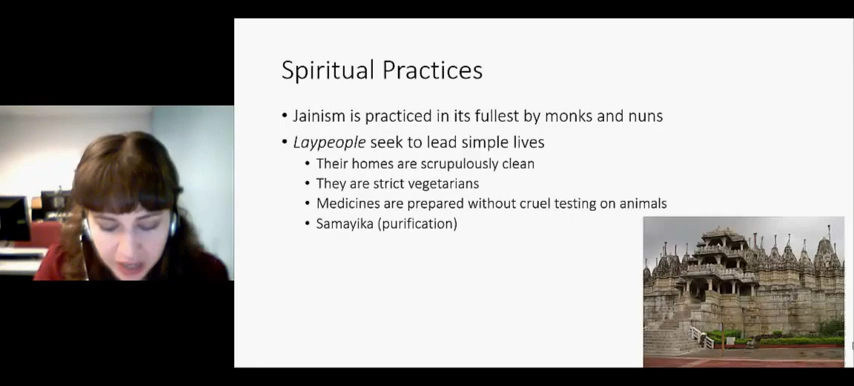 Spiritual Practices
• Jainism is practiced in its fullest by monks and nuns
• Laypeople seek to lead simple lives
• Their homes are scrupulously clean
• They are strict vegetarians
• Medicines are prepared without cruel testing on animals
• Samayika (purification)